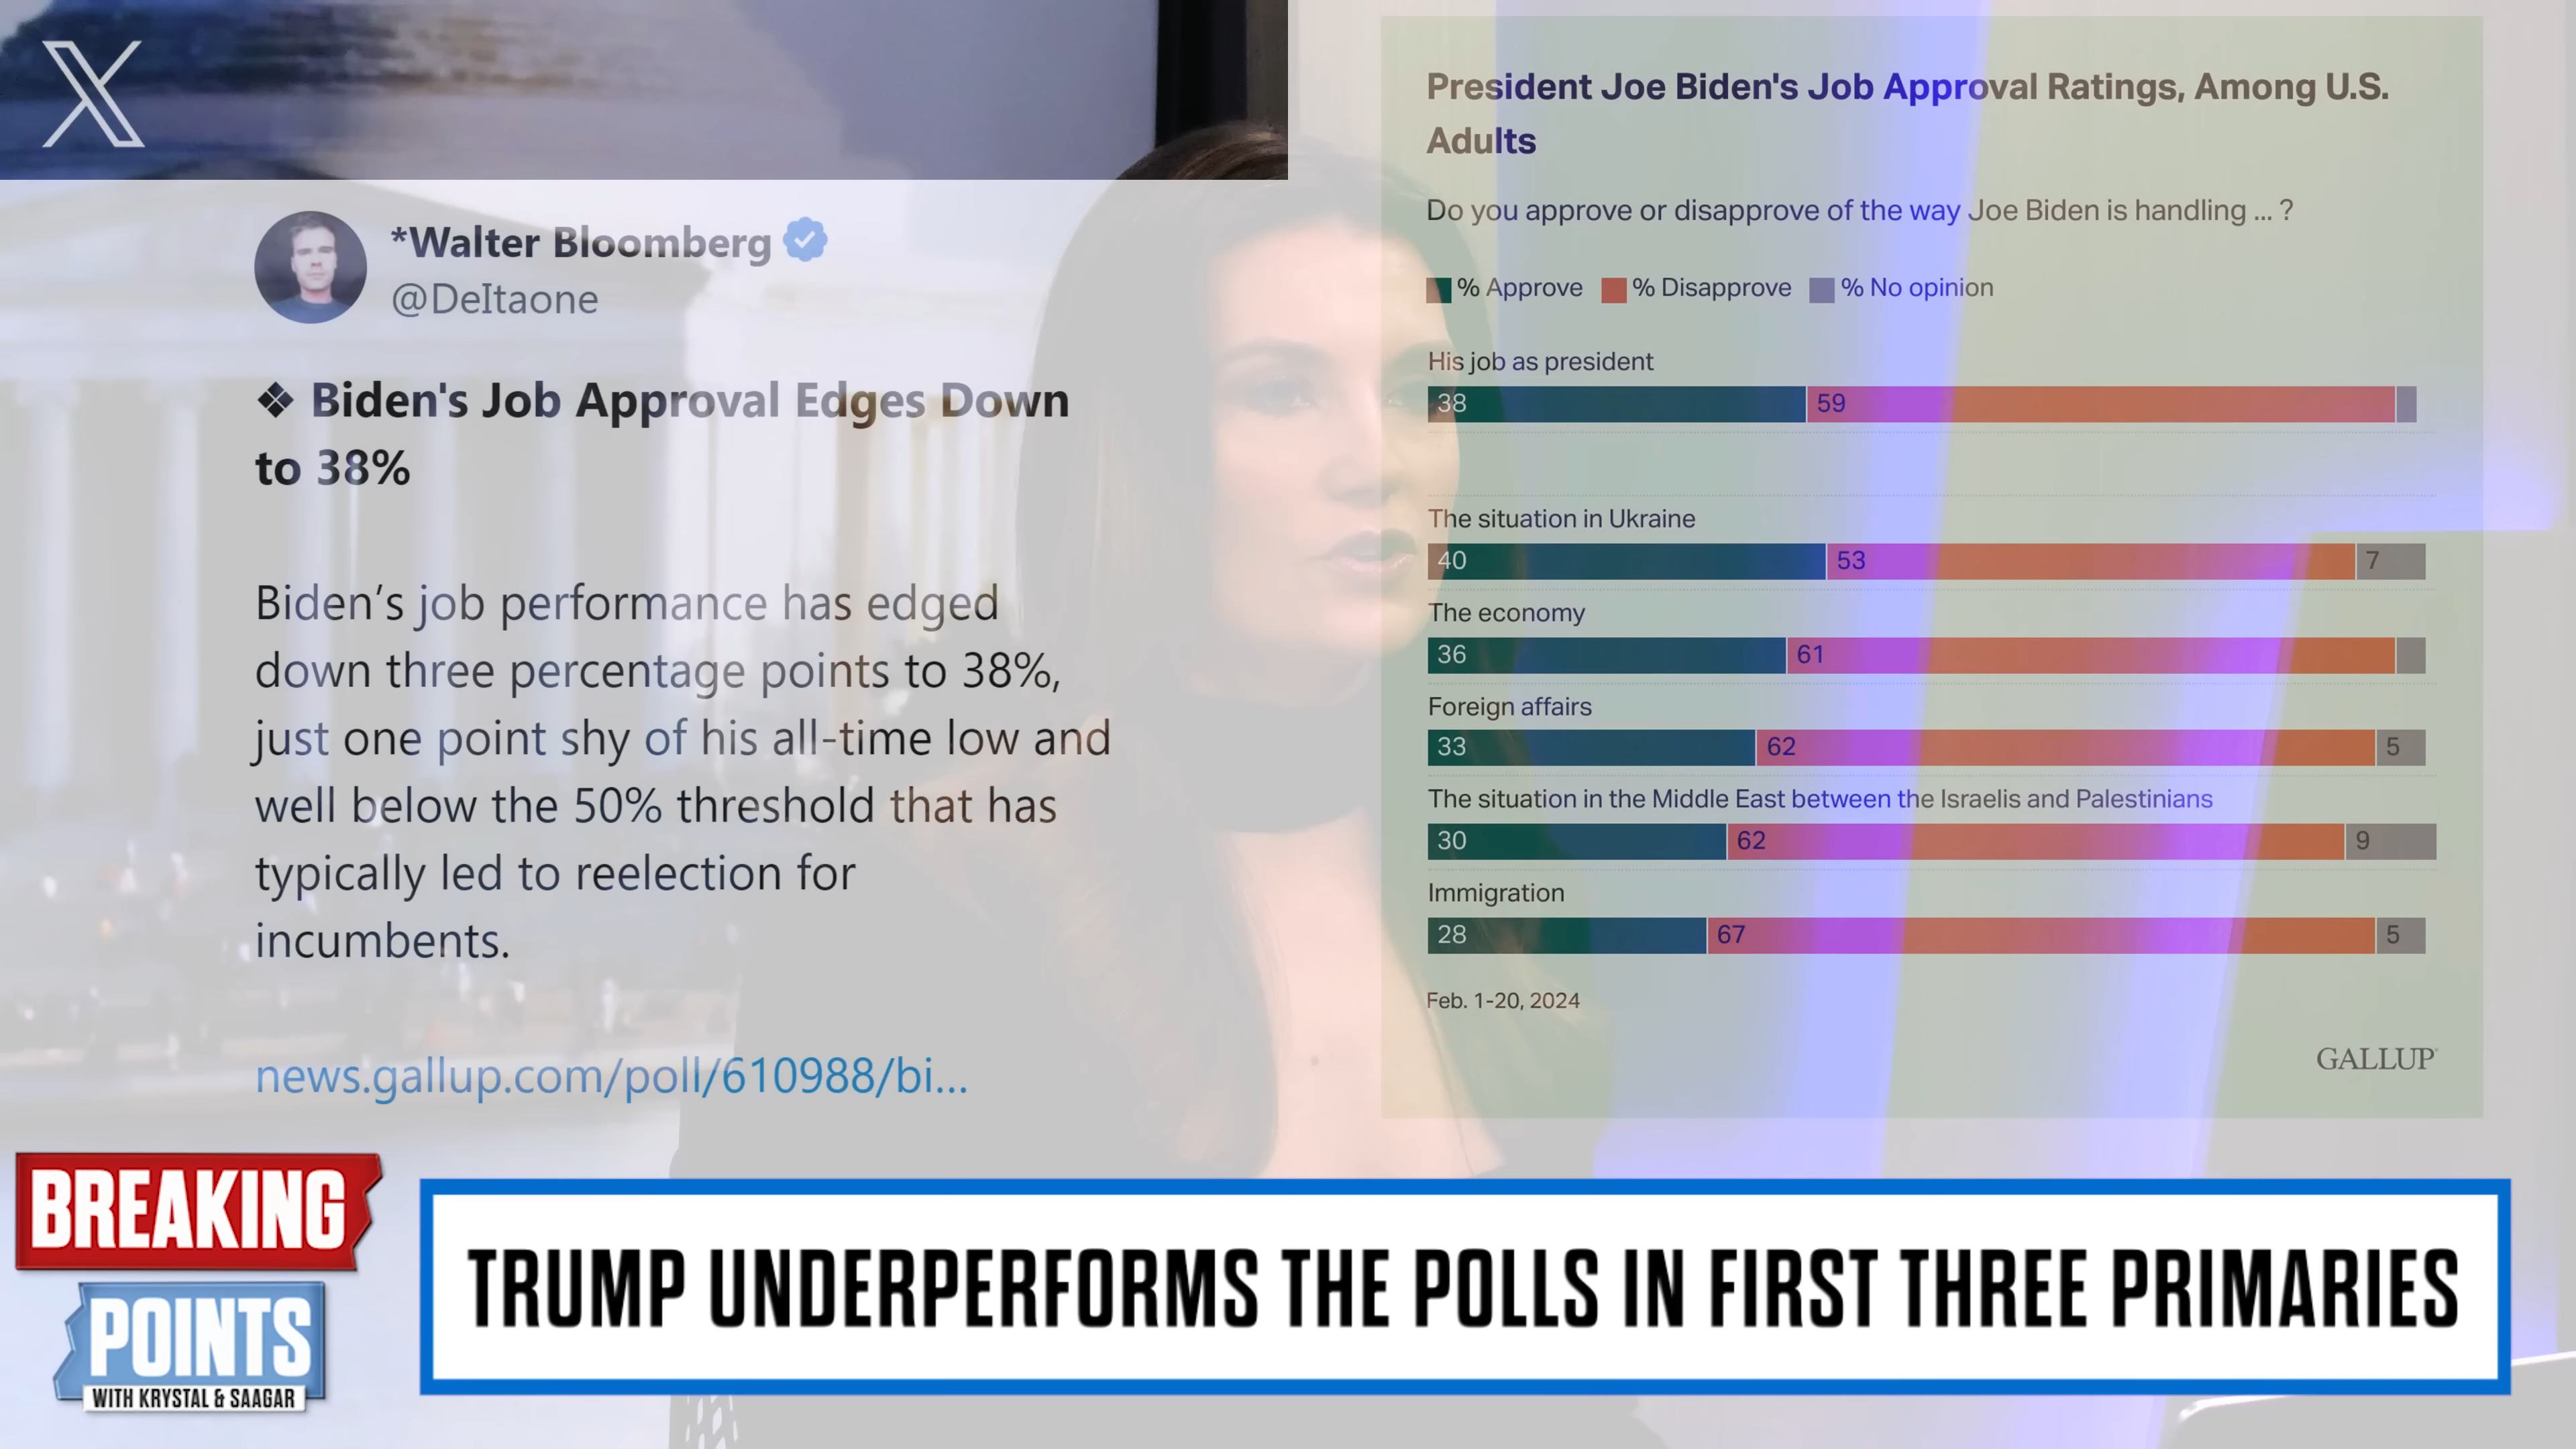 *Walter Bloomberg
@DeItaone
❖ Biden's Job Approval Edges Down
to 38%
Biden’s job performance has edged
down three percentage points to 38%,
just one point shy of his all-time low and
well below the 50% threshold that has
typically led to reelection for
incumbents.
news.gallup.com/poll/610988/bi...
President Joe Biden's Job Approval Ratings, Among U.S.
Adults
Do you approve or disapprove of the way Joe Biden is handling ... ?
% Approve % Disapprove % No opinion
His job as president
38 59
The situation in Ukraine
40 53 7
The economy
36 61
Foreign affairs
33 62 5
The situation in the Middle East between the Israelis and Palestinians
30 62 9
Immigration
28 67 5
Feb. 1-20, 2024
GALLUP
BREAKING
POINTS
WITH KRYSTAL & SAAGAR
TRUMP UNDERPERFORMS THE POLLS IN FIRST THREE PRIMARIES